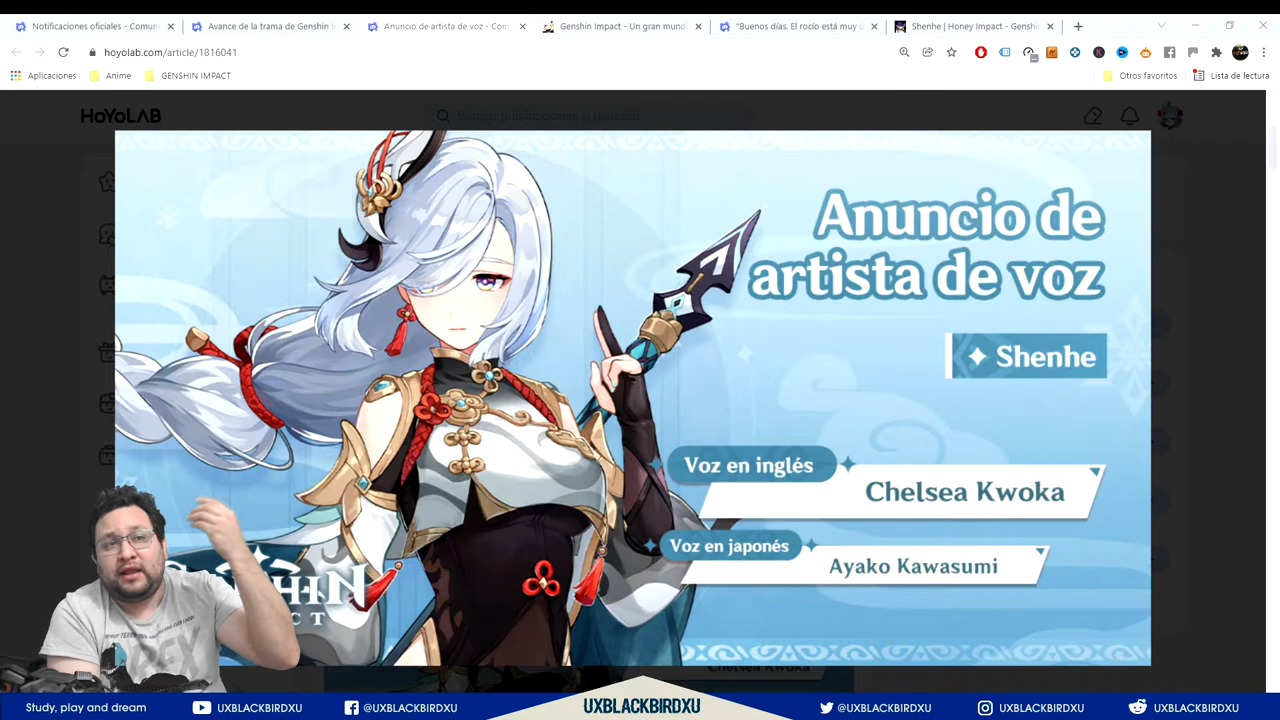 Notificaciones oficiales - Comun
Avance de la trama de Genshin I
Anuncio de artista de voz - Com
Genshin Impact - Un gran mund
"Buenos días. El rocío está muy d
Shenhe | Honey Impact - Genshi
hoyolab.com/article/1816041
Aplicaciones
Anime
GENSHIN IMPACT
Otros favoritos
Lista de lectura
HoYoLAB
Anuncio de
artista de voz
Shenhe
Voz en inglés
Chelsea Kwoka
Voz en japonés
Ayako Kawasumi
Chelsea Kwoka
Study, play and dream
UXBLACKBIRDXU
@UXBLACKBIRDXU
UXBLACKBIRDXU
@UXBLACKBIRDXU
UXBLACKBIRDXU
UXBLACKBIRDXU